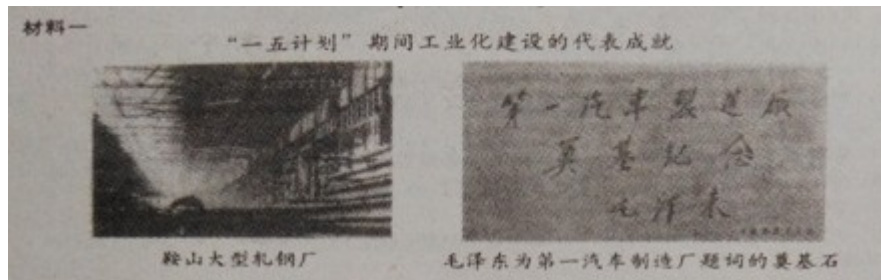 材料一
“一五计划”期间工业化建设的代表成就
第一汽车製造厰
奠基纪念
毛泽东
鞍山大型轧钢厂
毛泽东为第一汽车制造厂题词的奠基石